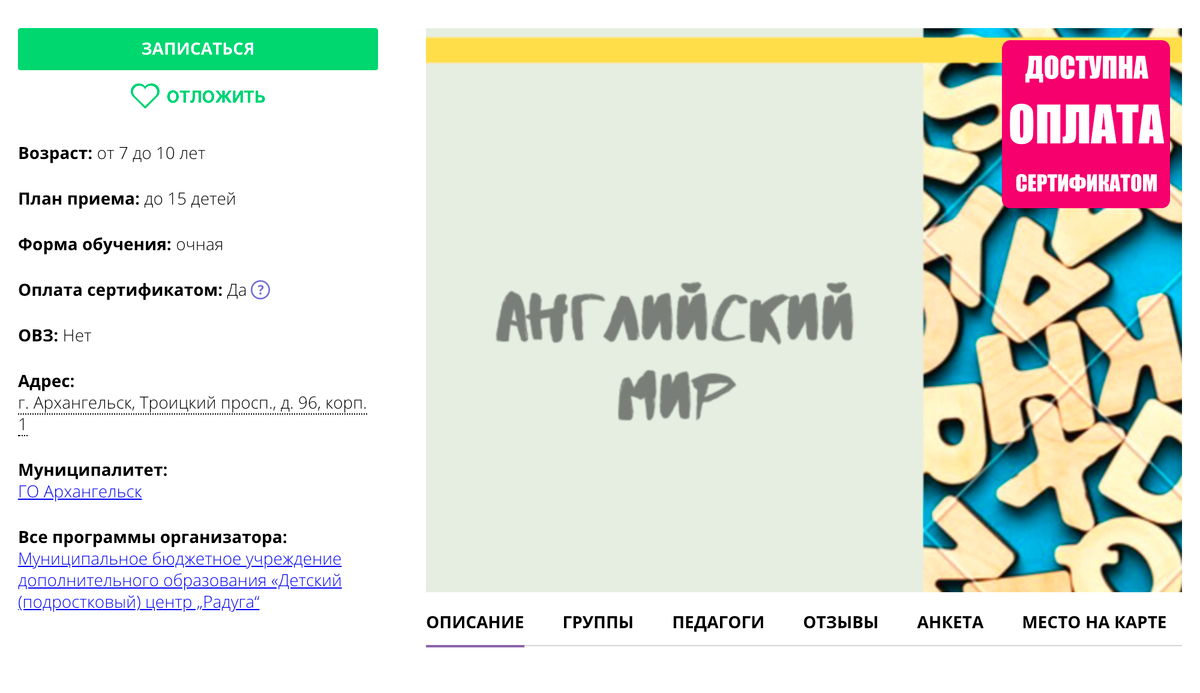 ЗАПИСАТЬСЯ
ОТЛОЖИТЬ
Возраст: от 7 до 10 лет
План приема: до 15 детей
Форма обучения: очная
Оплата сертификатом: Да ?
ОВЗ: Нет
Адрес:
г. Архангельск, Троицкий просп., д. 96, корп.
1
Муниципалитет:
ГО Архангельск
Все программы организатора:
Муниципальное бюджетное учреждение
дополнительного образования «Детский
(подростковый) центр „Радуга“
ДОСТУПНА
ОПЛАТА
СЕРТИФИКАТОМ
АНГЛИЙСКИЙ
МИР
ОПИСАНИЕ ГРУППЫ ПЕДАГОГИ ОТЗЫВЫ АНКЕТА МЕСТО НА КАРТЕ